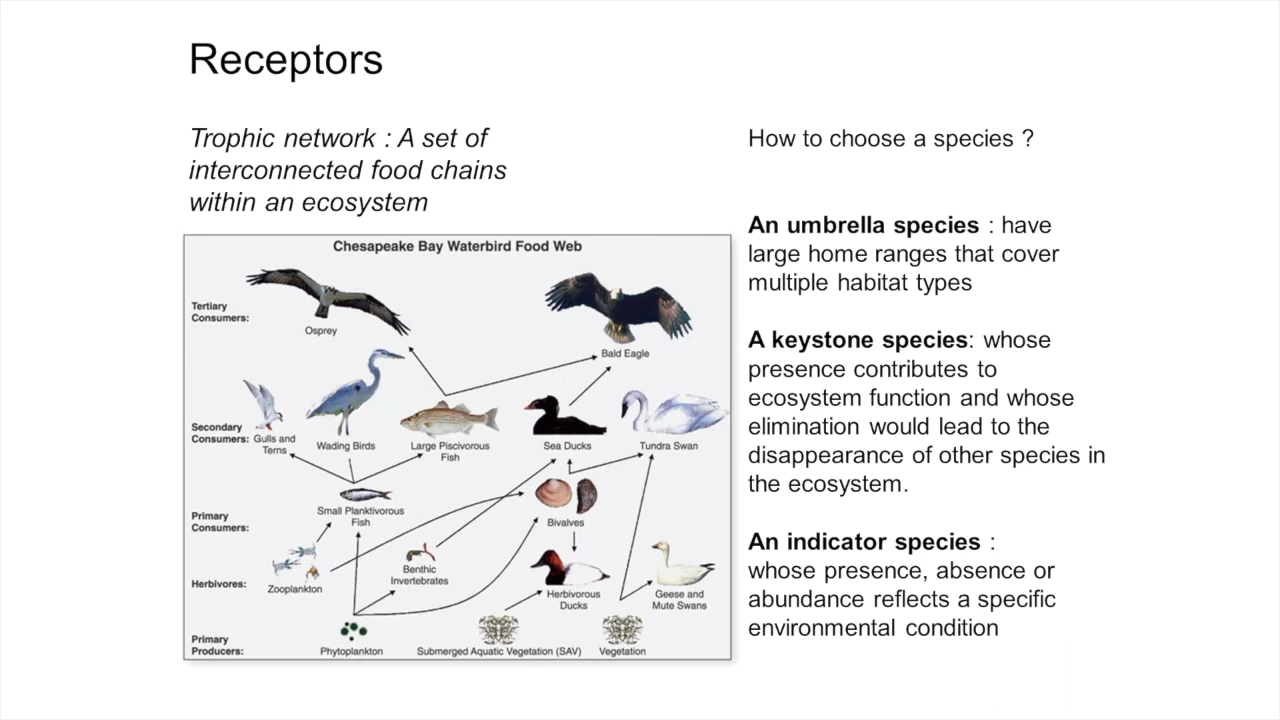 Receptors
Trophic network : A set of
interconnected food chains
within an ecosystem
Chesapeake Bay Waterbird Food Web
Tertiary
Consumers:
Osprey
Bald Eagle
Secondary
Consumers:
Gulls and
Terns
Wading Birds
Large Piscivorous
Fish
Sea Ducks
Tundra Swan
Primary
Consumers:
Small Planktivorous
Fish
Bivalves
Herbivores:
Zooplankton
Benthic
Invertebrates
Herbivorous
Ducks
Geese and
Mute Swans
Primary
Producers:
Phytoplankton
Submerged Aquatic Vegetation (SAV)
Vegetation
How to choose a species ?
An umbrella species : have
large home ranges that cover
multiple habitat types
A keystone species: whose
presence contributes to
ecosystem function and whose
elimination would lead to the
disappearance of other species in
the ecosystem.
An indicator species :
whose presence, absence or
abundance reflects a specific
environmental condition